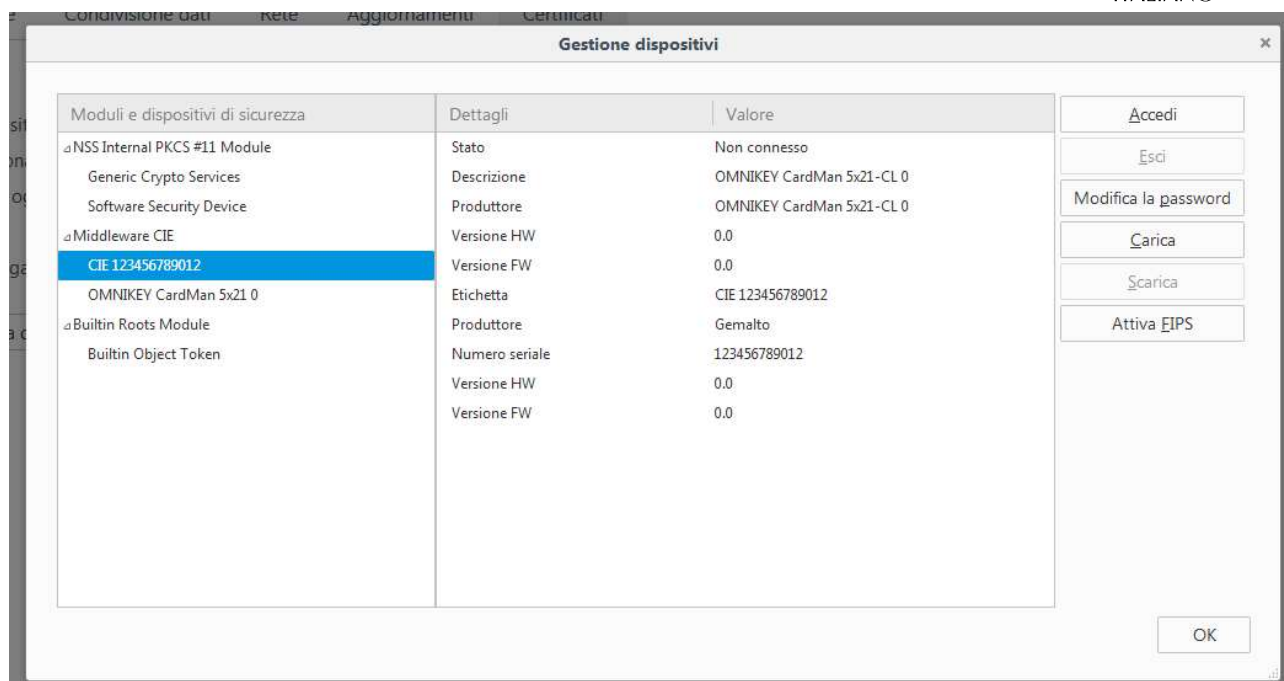 Condivisione dati Rete Aggiornamenti Certificati
Gestione dispositivi
Moduli e dispositivi di sicurezza Dettagli Valore
NSS Internal PKCS #11 Module Stato Non connesso
Generic Crypto Services Descrizione OMNIKEY CardMan 5x21-CL 0
Software Security Device Produttore OMNIKEY CardMan 5x21-CL 0
Middleware CIE Versione HW 0.0
CIE 123456789012 Versione FW 0.0
OMNIKEY CardMan 5x21 0 Etichetta CIE 123456789012
Builtin Roots Module Produttore Gemalto
Builtin Object Token Numero seriale 123456789012
Versione HW 0.0
Versione FW 0.0
Accedi
Esci
Modifica la password
Carica
Scarica
Attiva FIPS
OK